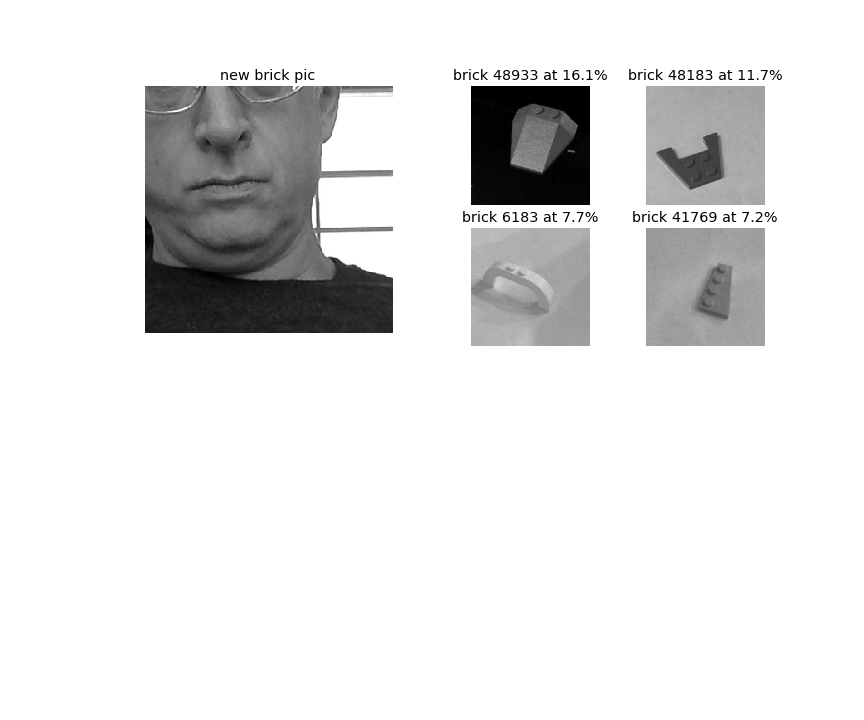 new brick pic
brick 48933 at 16.1%
brick 48183 at 11.7%
brick 6183 at 7.7%
brick 41769 at 7.2%